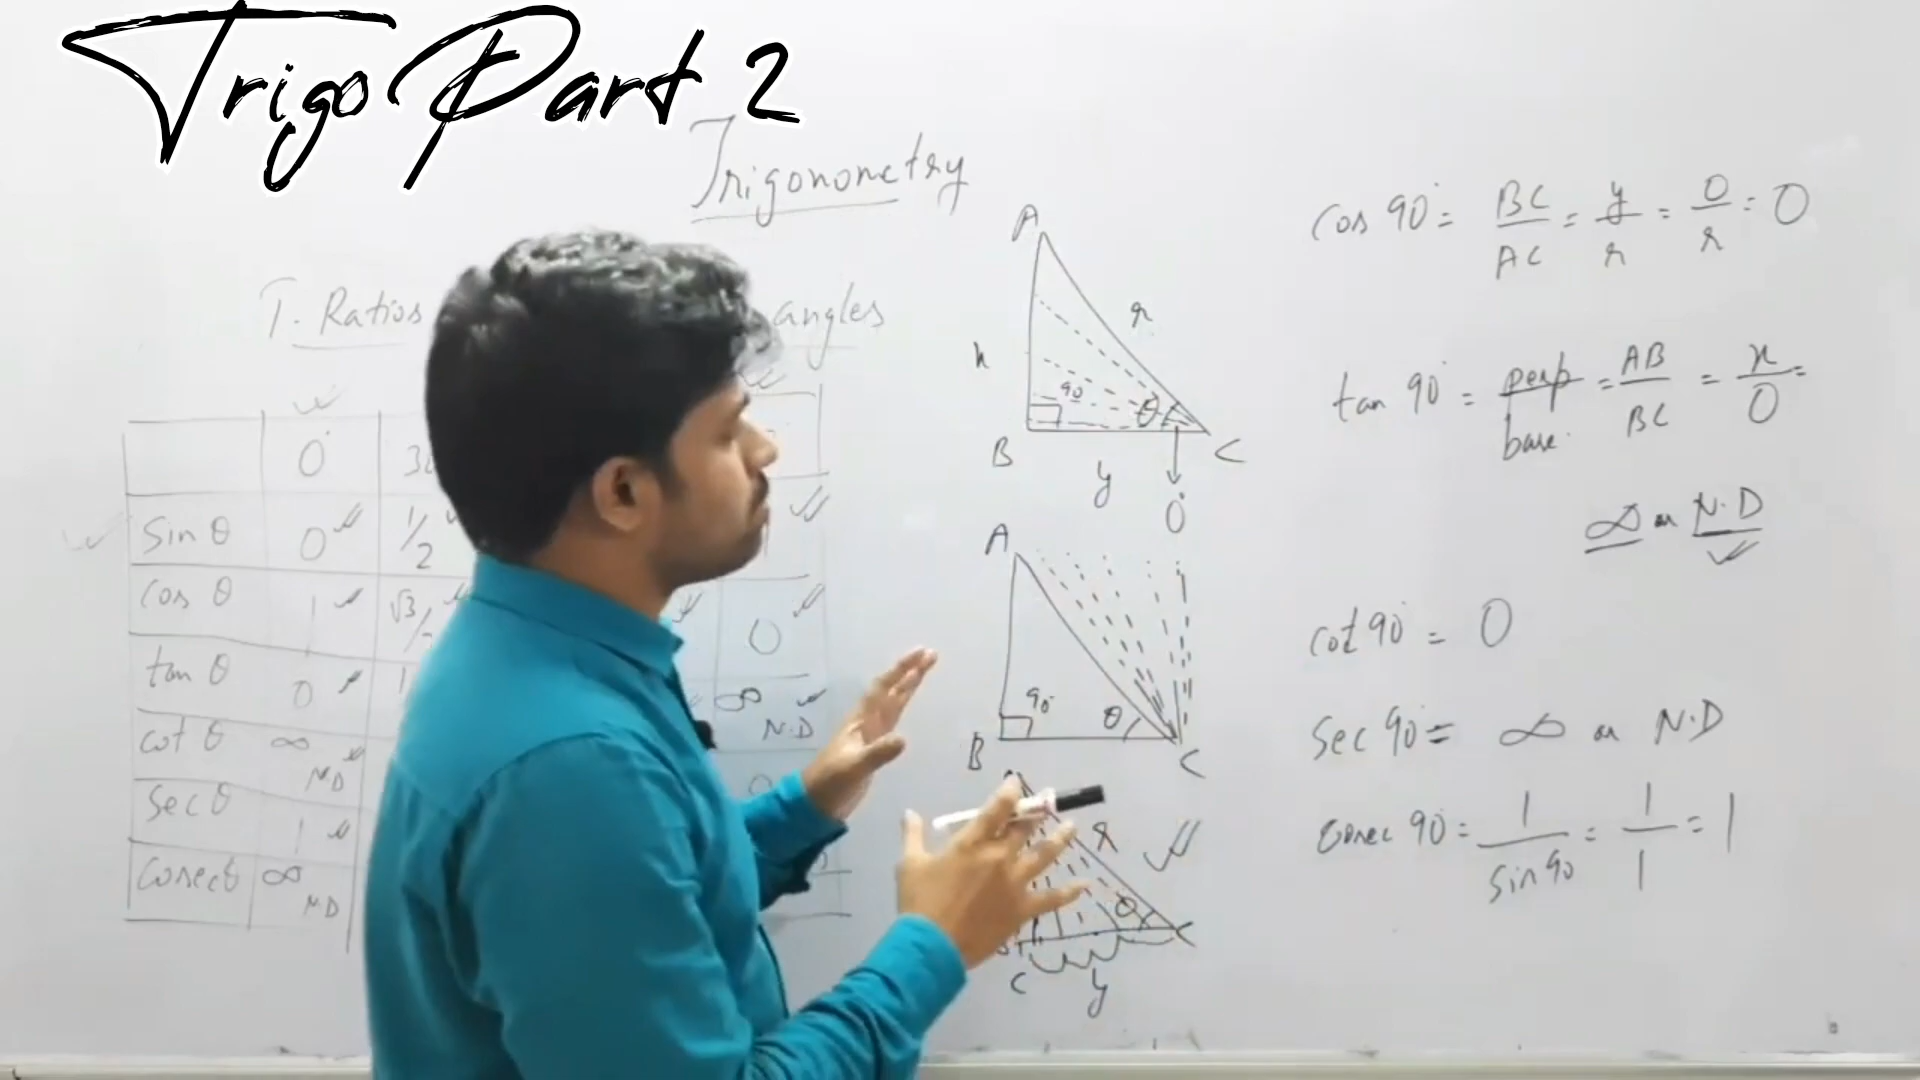 Trigo Part 2
Trigonometry
T. Ratios
angles
0°
Sin θ 0 1/2
Cos θ 1 √3/ 0
tan θ 0 1 ∞ N.D
Cot θ ∞ ND
Sec θ 1
Cosec θ ∞ ND
A
r
90
θ
B
y
C
0°
A
90°
θ
B
C
θ
C
y
Cos 90° = BC/AC = y/r = 0/r = 0
tan 90° = perp/base = AB/BC = x/0 =
∞ or N.D
Cot 90° = 0
Sec 90° = ∞ or N.D
Cosec 90° = 1/Sin 90 = 1/1 = 1